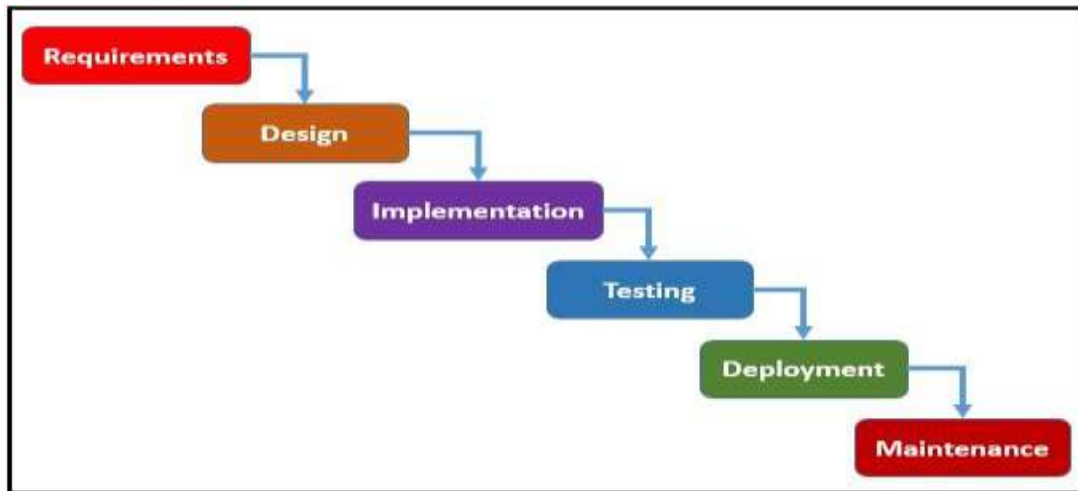 Requirements
Design
Implementation
Testing
Deployment
Maintenance